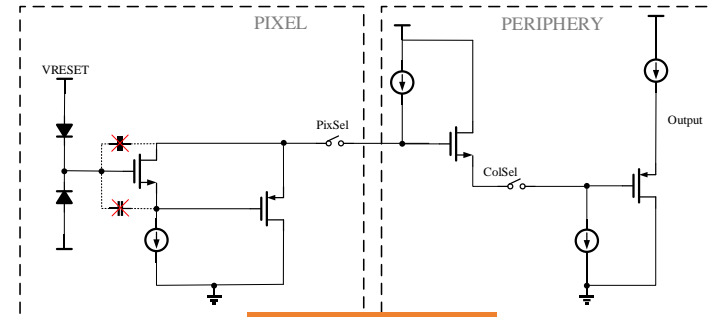 PIXEL
PERIPHERY
VRESET
PixSel
Output
ColSel